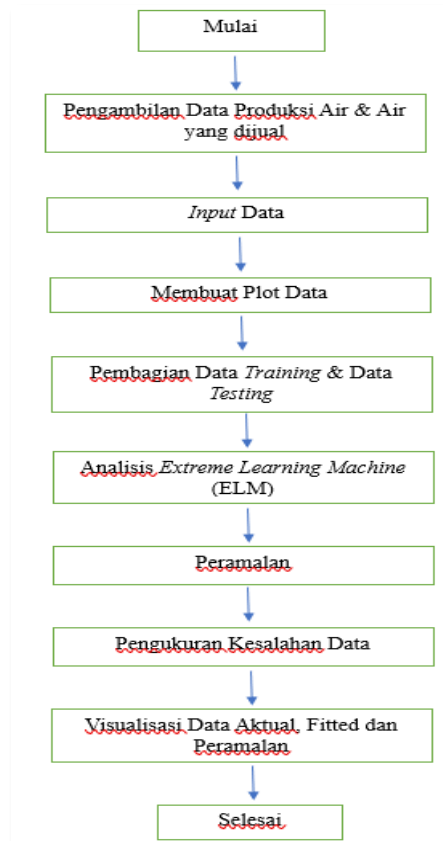 Mulai
Pengambilan Data Produksi Air & Air
yang dijual
Input Data
Membuat Plot Data
Pembagian Data Training & Data
Testing
Analisis Extreme Learning Machine
(ELM)
Peramalan
Pengukuran Kesalahan Data
Visualisasi Data Aktual, Fitted dan
Peramalan
Selesai